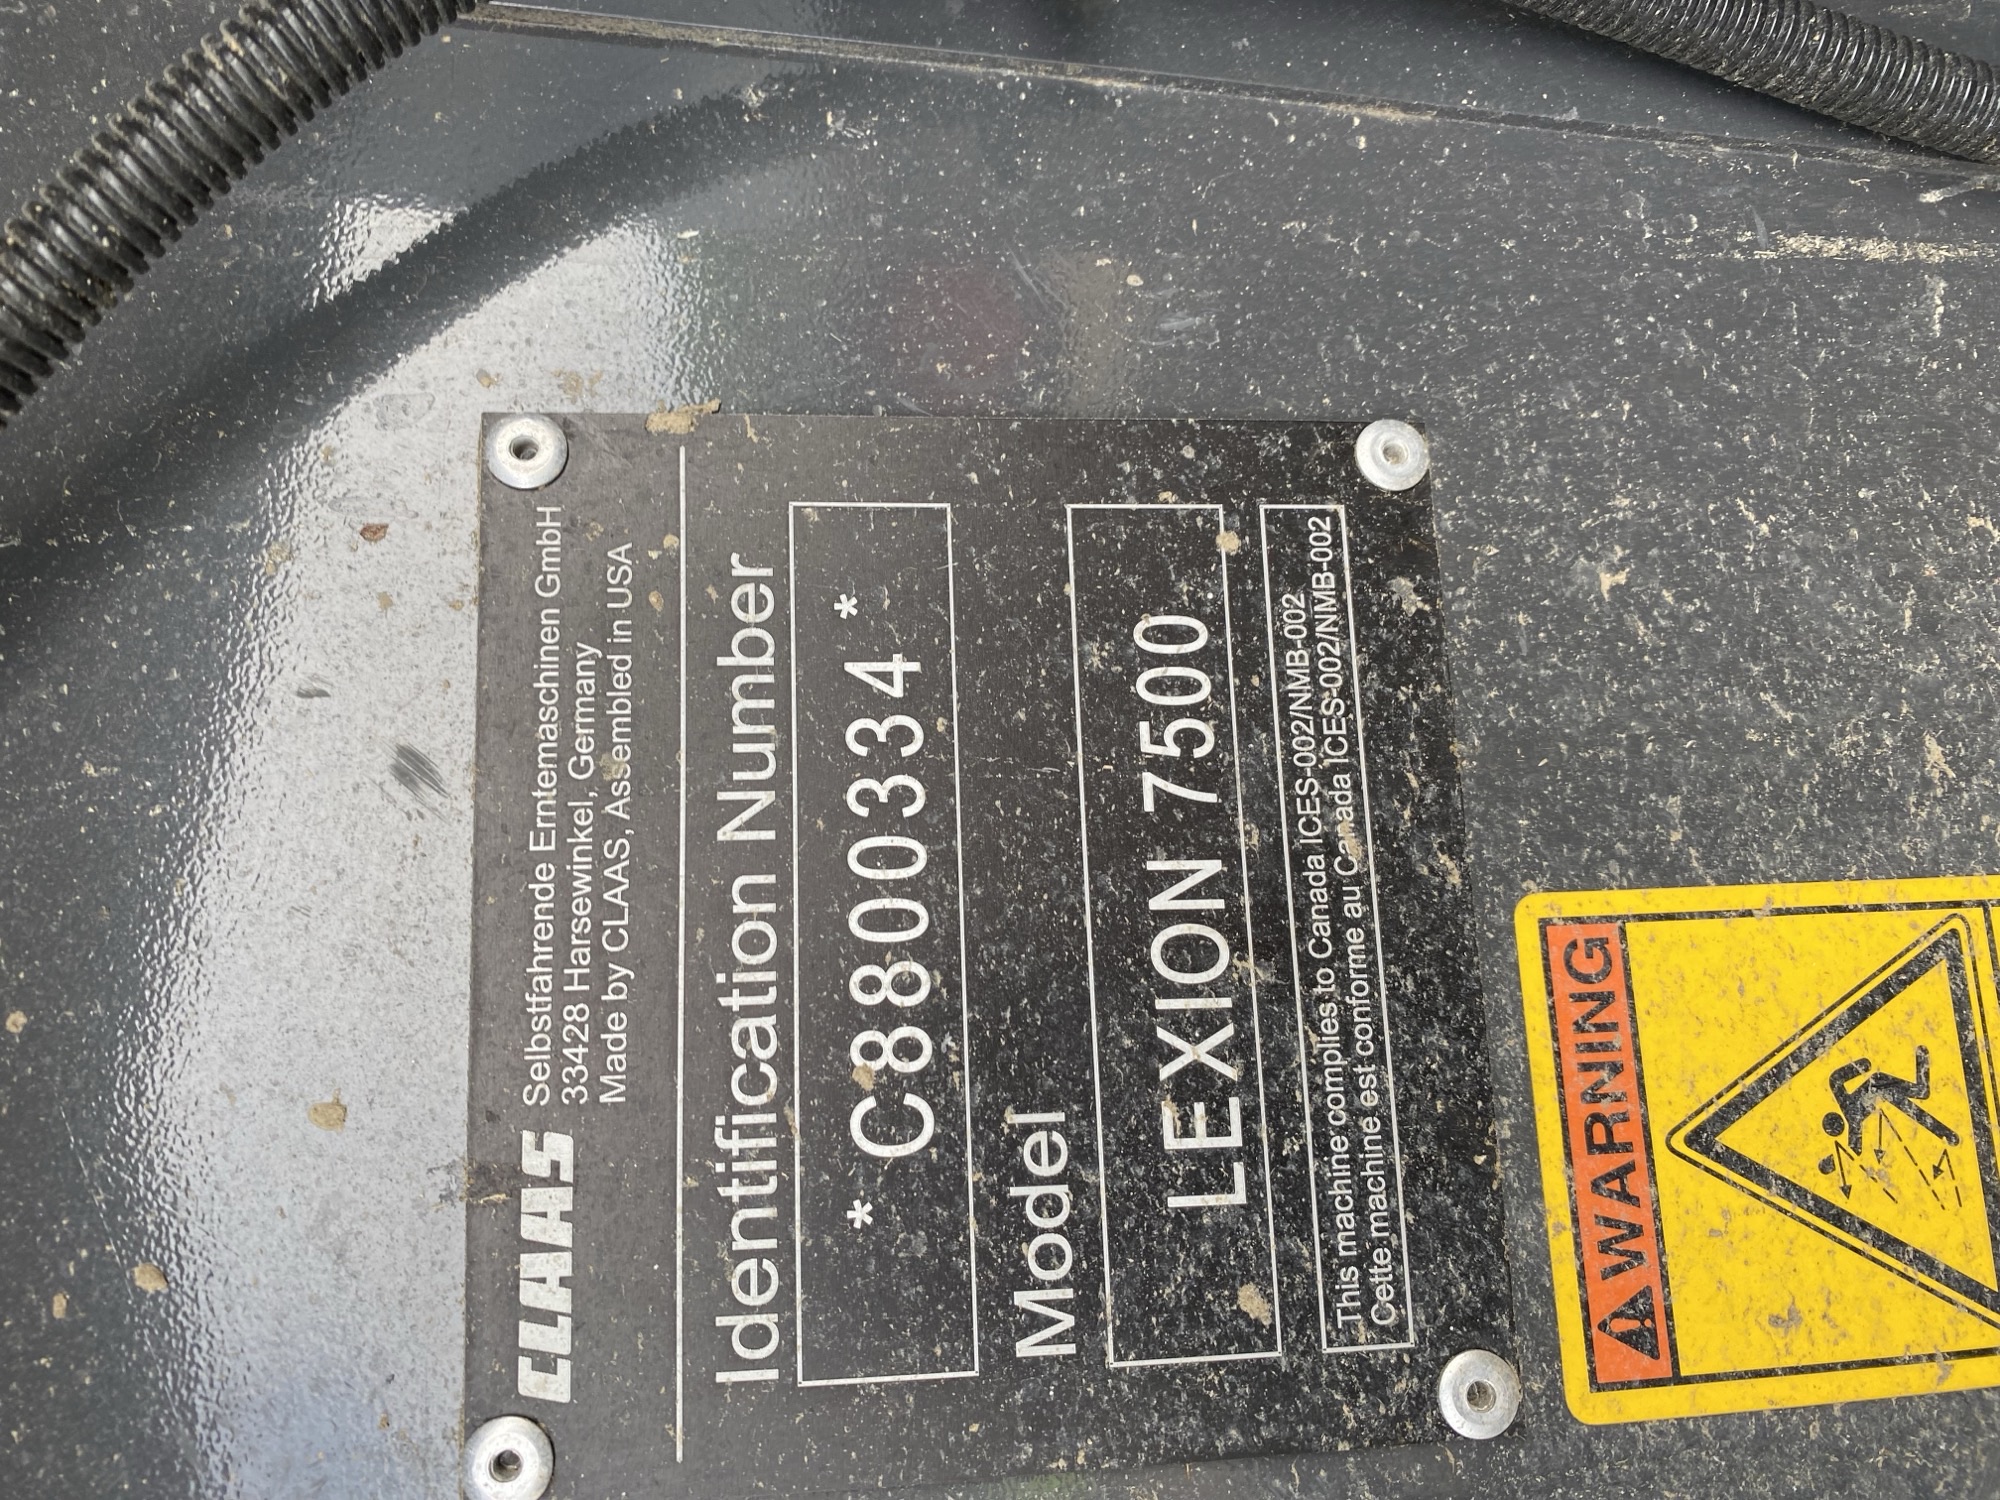 CLAAS
Selbstfahrende Erntemaschinen GmbH
33428 Harsewinkel, Germany
Made by CLAAS, Assembled in USA
Identification Number
* C8800334 *
Model
LEXION 7500
This machine complies to Canada ICES-002/NMB-002
Cette machine est conforme au Canada ICES-002/NMB-002
WARNING